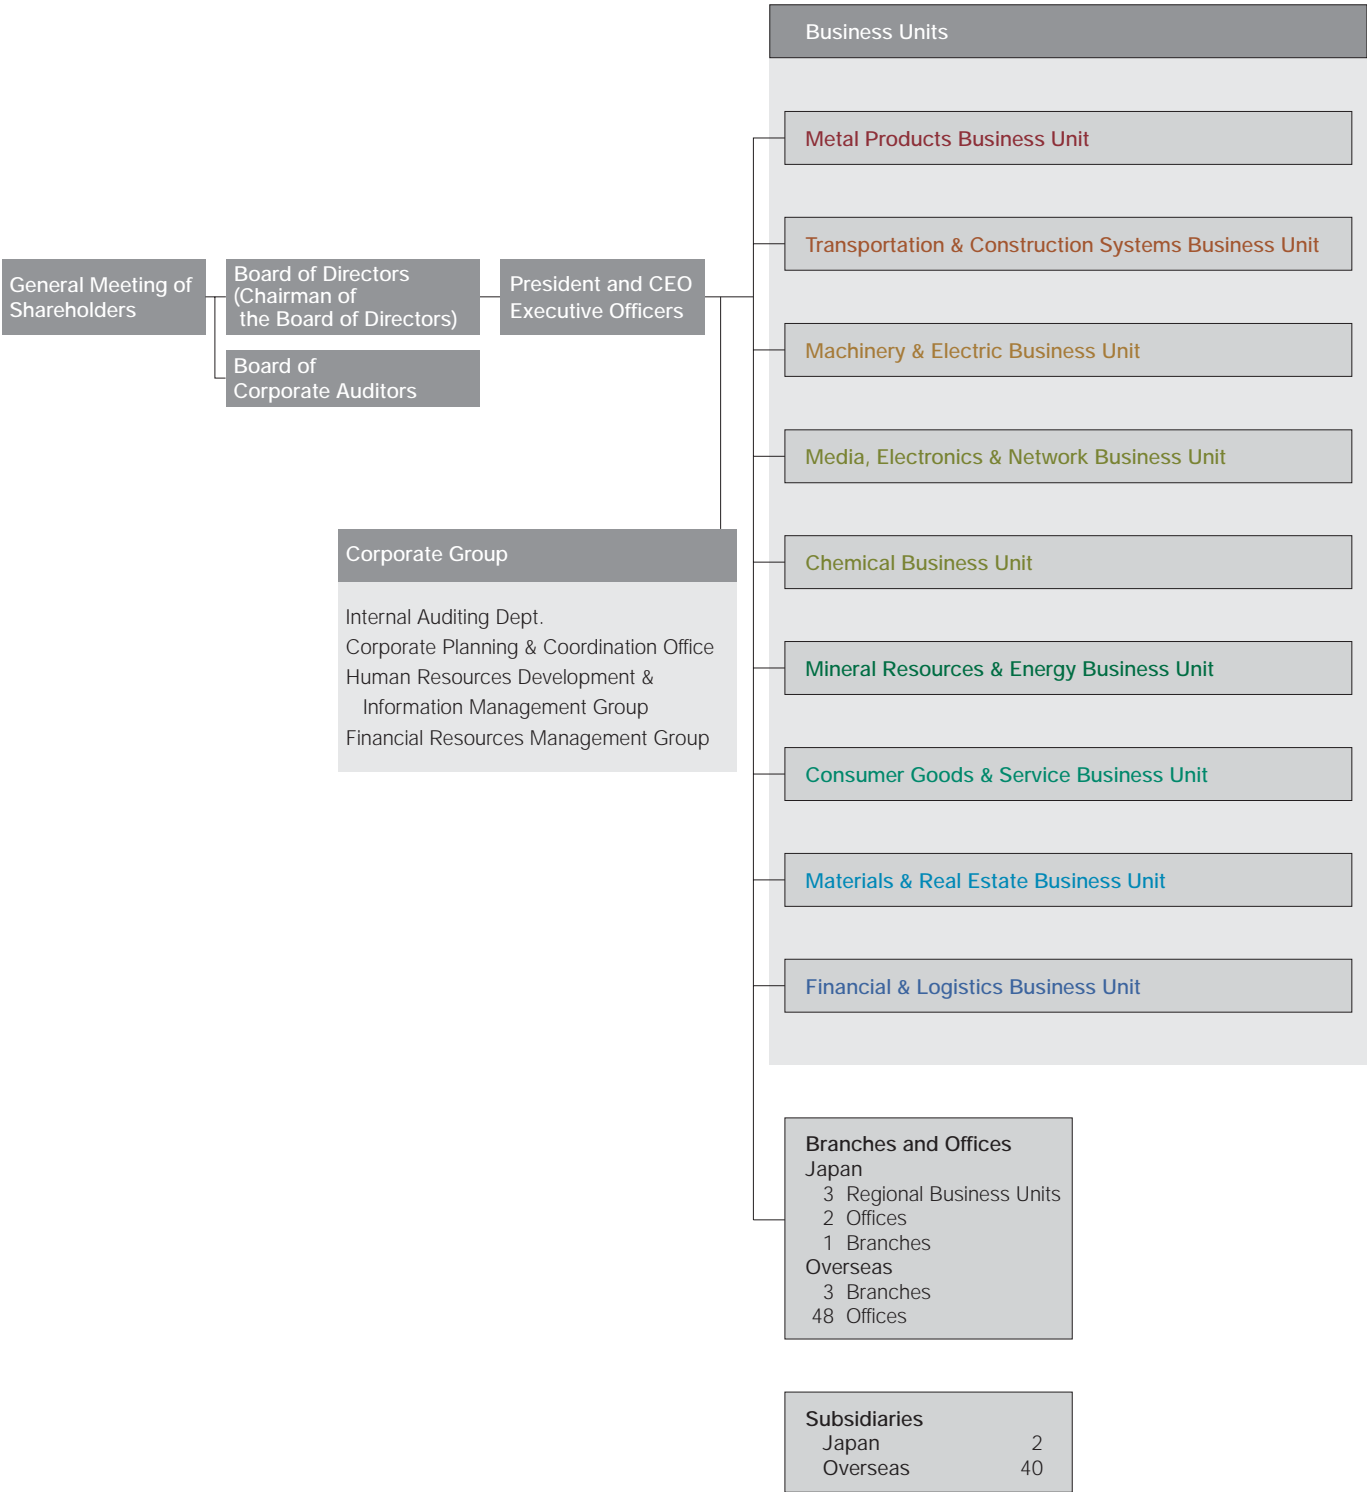 Business Units
Metal Products Business Unit
Transportation & Construction Systems Business Unit
General Meeting of
Shareholders
Board of Directors
(Chairman of
the Board of Directors)
President and CEO
Executive Officers
Board of
Corporate Auditors
Machinery & Electric Business Unit
Media, Electronics & Network Business Unit
Corporate Group
Internal Auditing Dept.
Corporate Planning & Coordination Office
Human Resources Development &
Information Management Group
Financial Resources Management Group
Chemical Business Unit
Mineral Resources & Energy Business Unit
Consumer Goods & Service Business Unit
Materials & Real Estate Business Unit
Financial & Logistics Business Unit
Branches and Offices
Japan
3 Regional Business Units
2 Offices
1 Branches
Overseas
3 Branches
48 Offices
Subsidiaries
Japan 2
Overseas 40